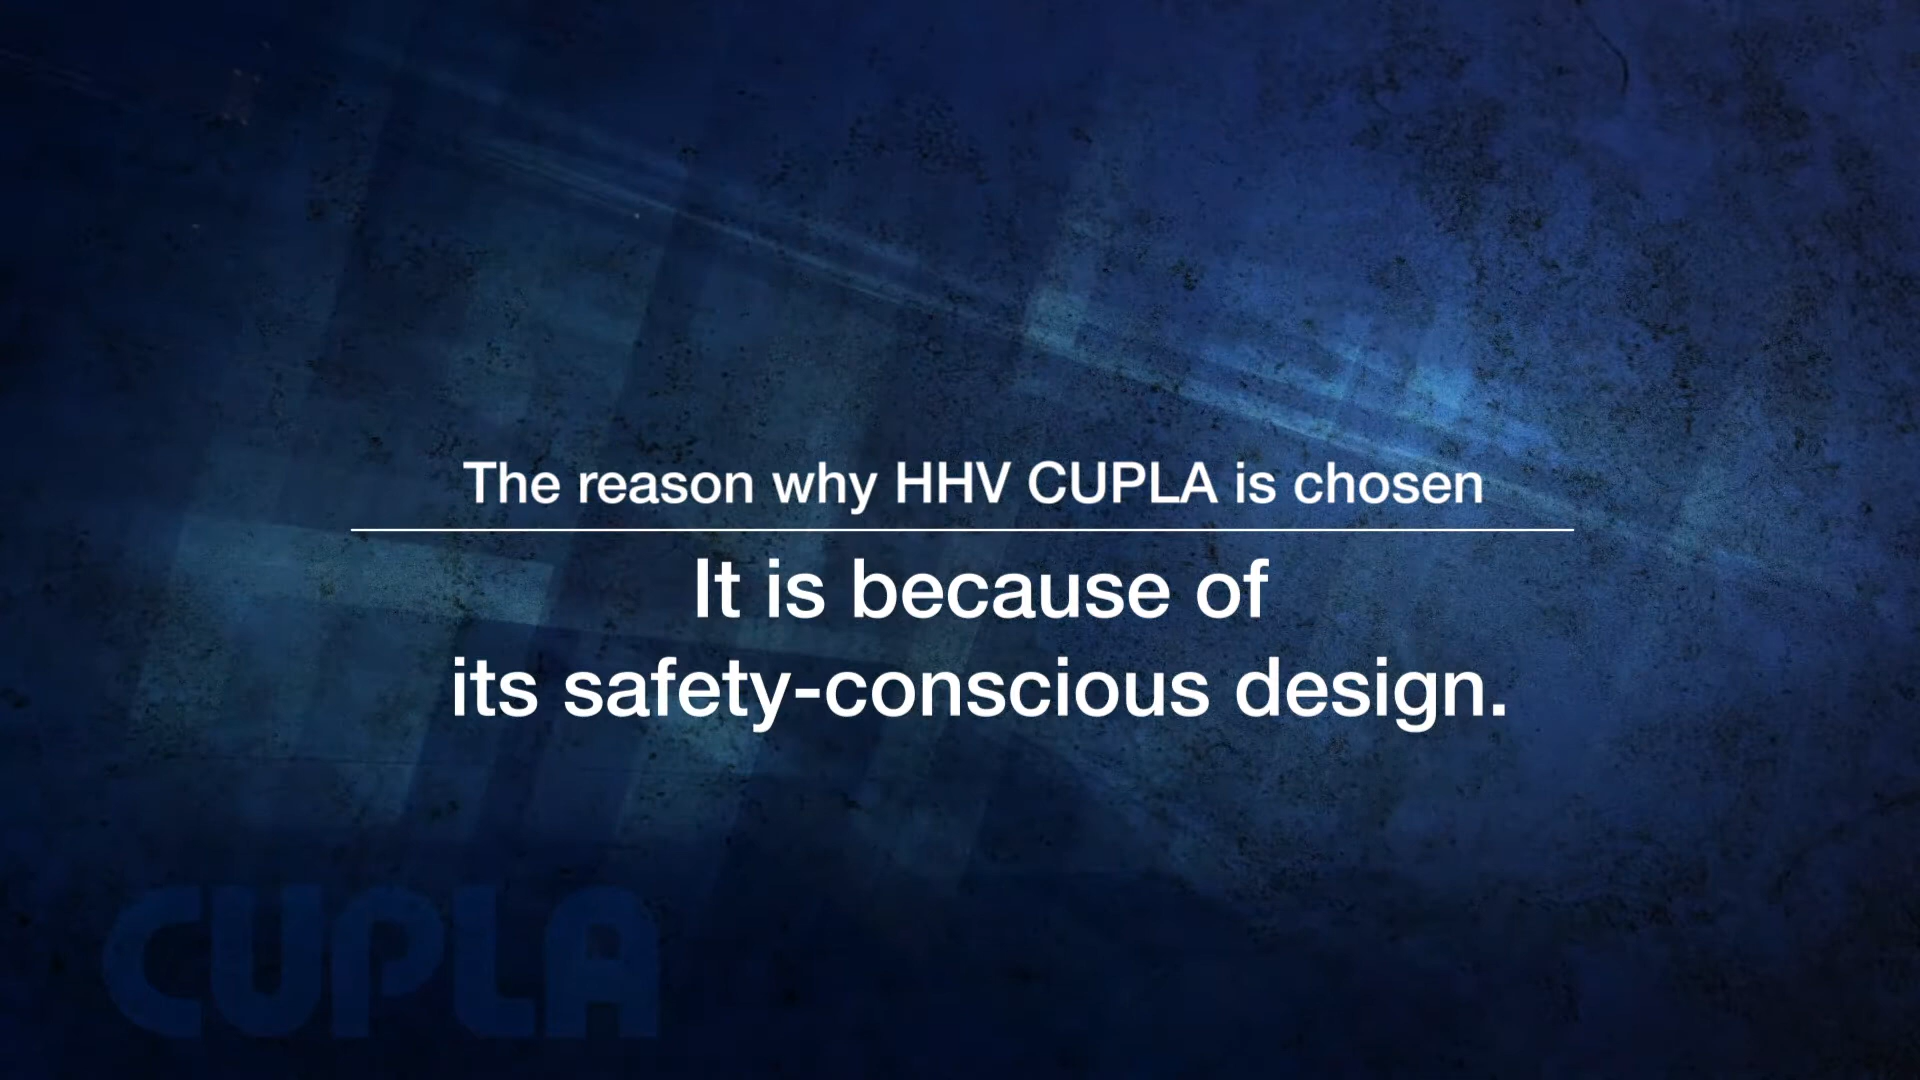 The reason why HHV CUPLA is chosen
It is because of
its safety-conscious design.
CUPLA